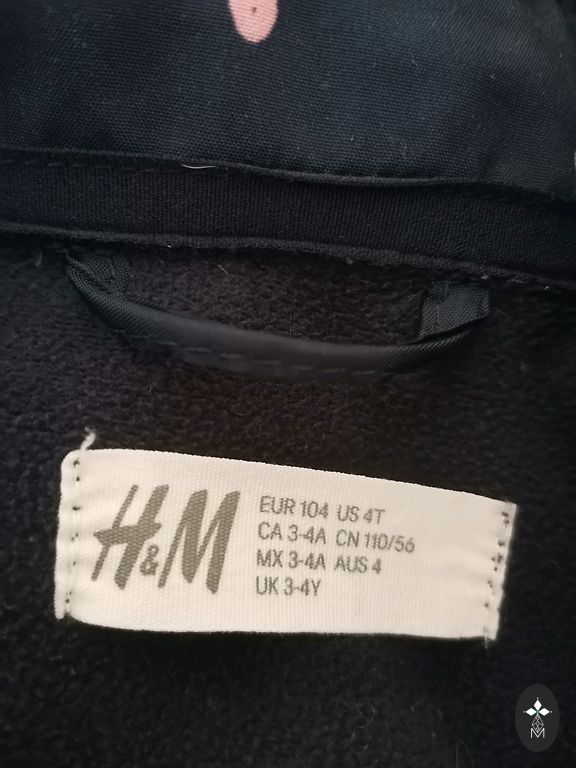 H&M
EUR 104 US 4T
CA 3-4A CN 110/56
MX 3-4A AUS 4
UK 3-4Y
M